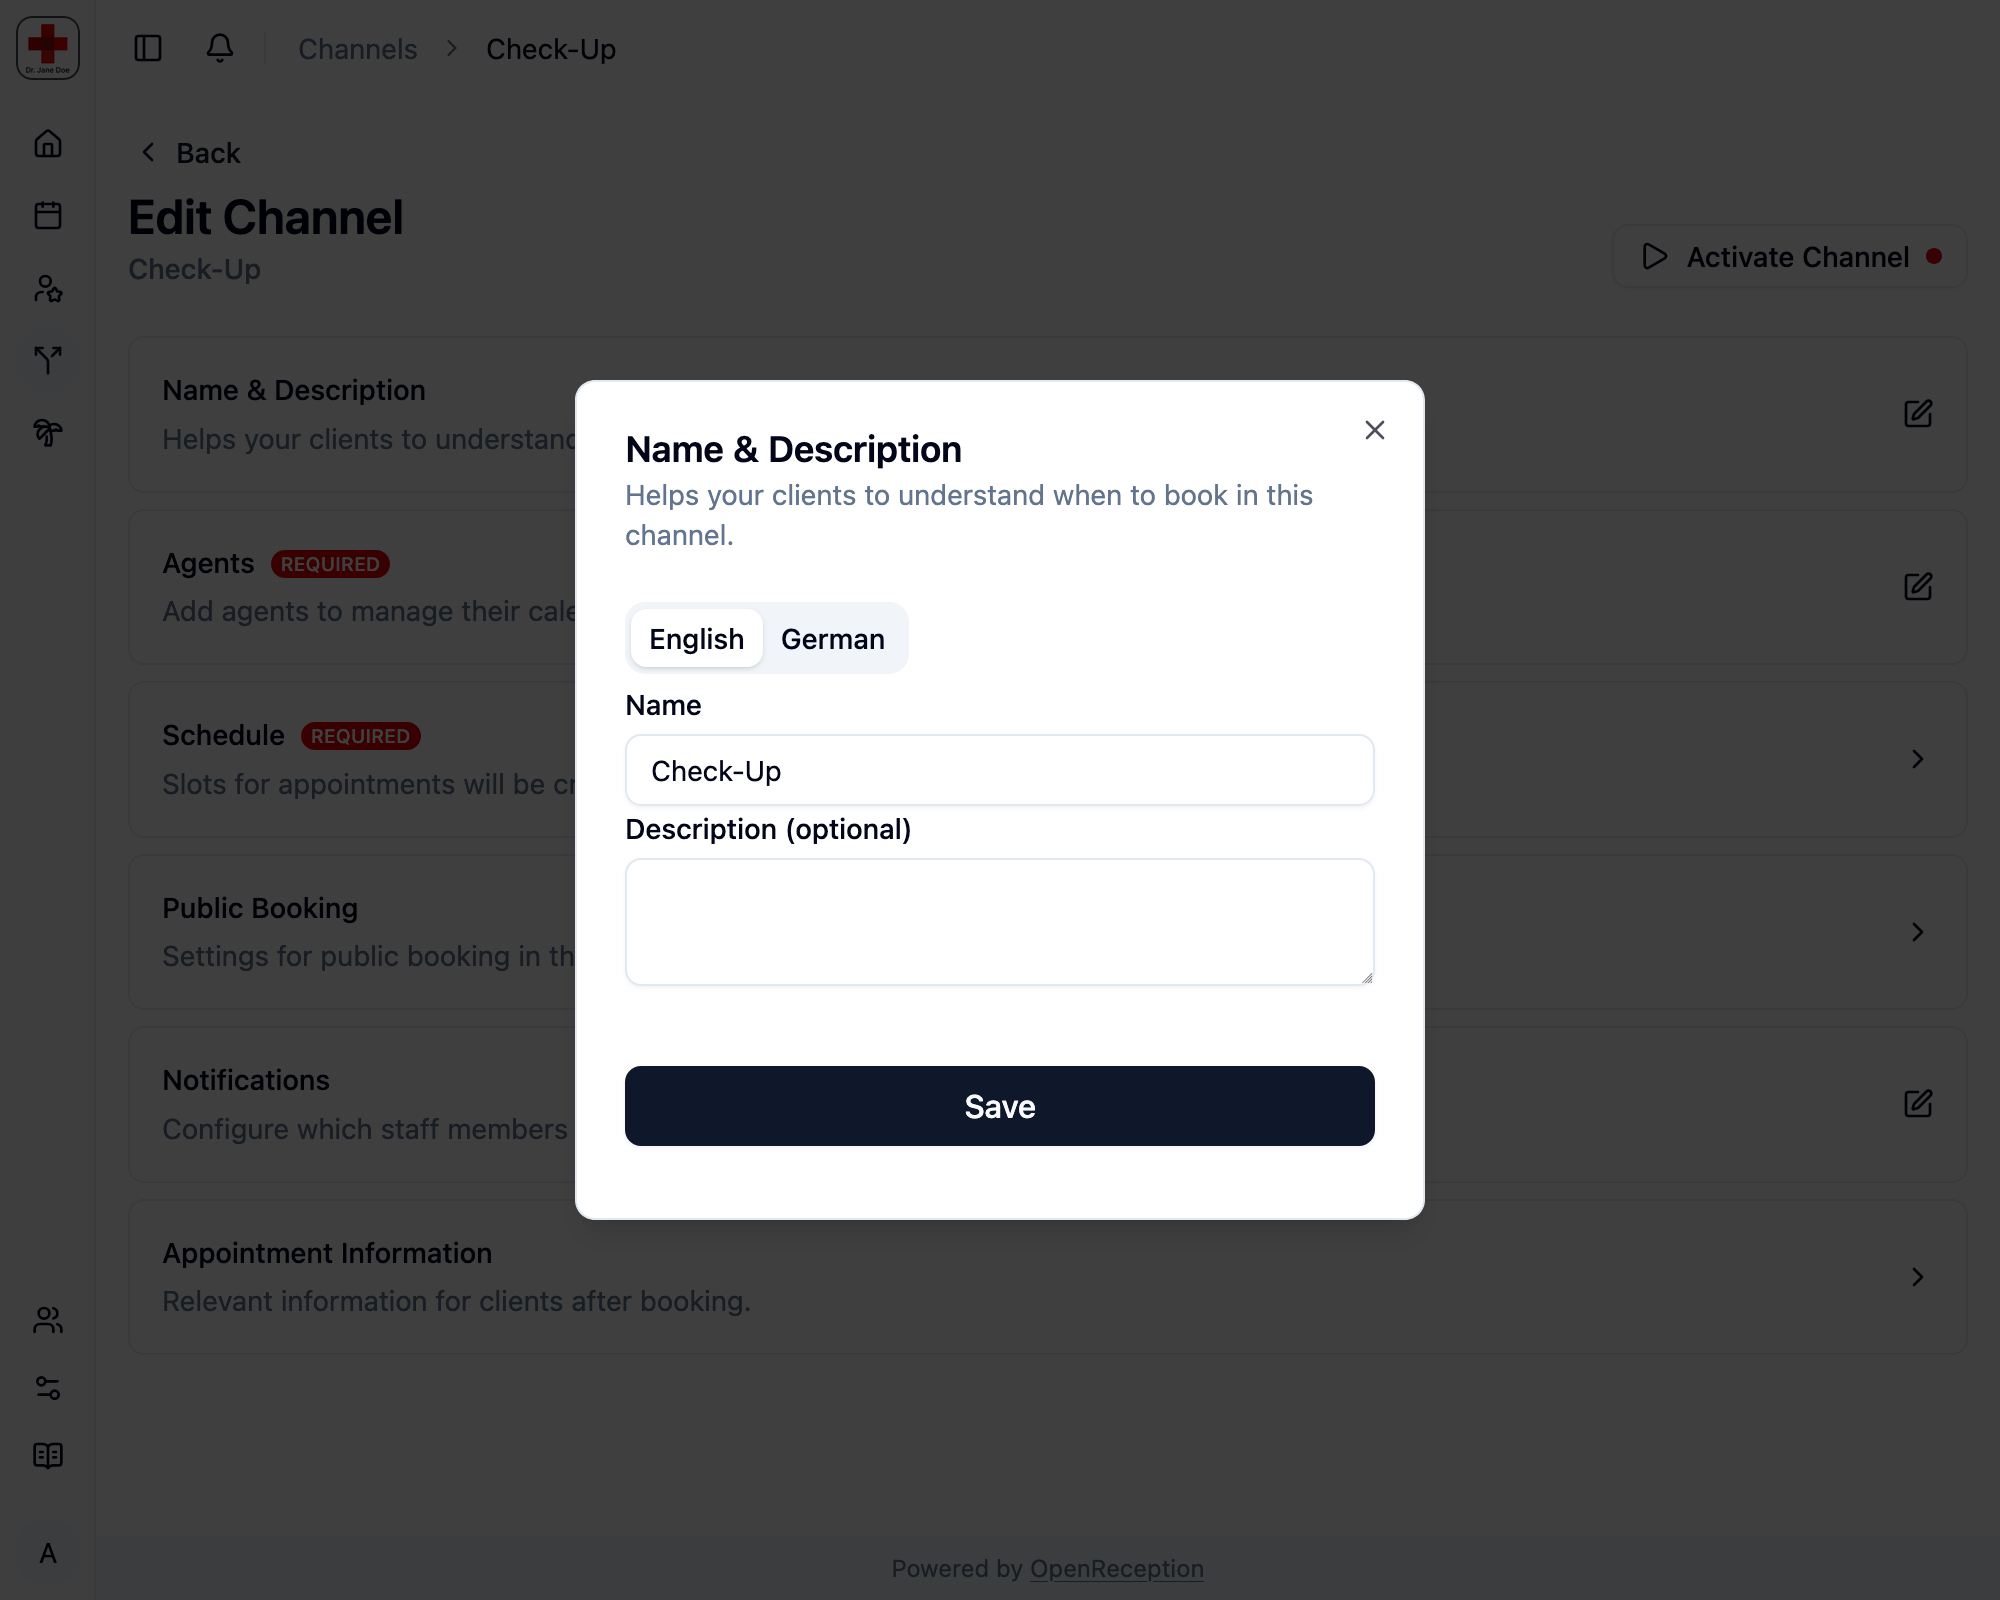 Dr. Jane Doe
Channels
Check-Up
Back
Edit Channel
Check-Up
Activate Channel
Name & Description
Helps your clients to understand
Agents REQUIRED
Add agents to manage their cale
Schedule REQUIRED
Slots for appointments will be cr
Public Booking
Settings for public booking in th
Notifications
Configure which staff members
Appointment Information
Relevant information for clients after booking.
Name & Description
Helps your clients to understand when to book in this
channel.
English German
Name
Check-Up
Description (optional)
Save
A
Powered by OpenReception